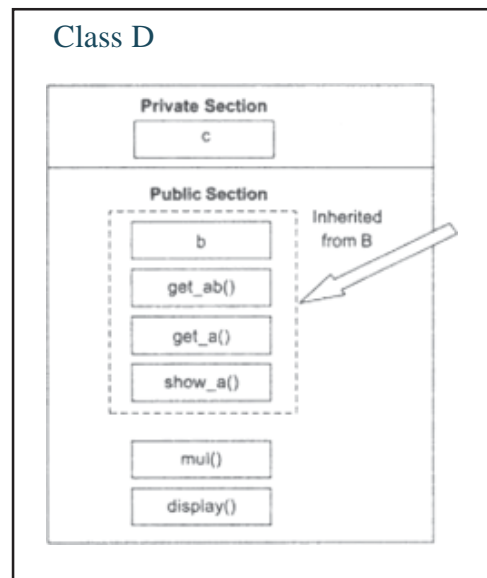 Class D
Private Section
c
Public Section
Inherited
from B
b
get_ab()
get_a()
show_a()
mul()
display()